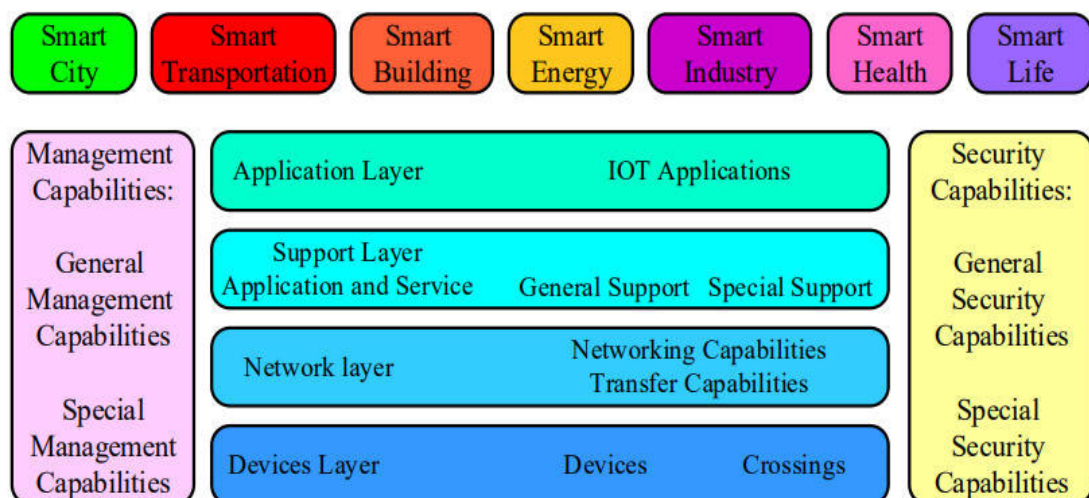 Smart
City
Smart
Transportation
Smart
Building
Smart
Energy
Smart
Industry
Smart
Health
Smart
Life
Management
Capabilities:
General
Management
Capabilities
Special
Management
Capabilities
Application Layer
IOT Applications
Support Layer
Application and Service
General Support
Special Support
Network layer
Networking Capabilities
Transfer Capabilities
Devices Layer
Devices
Crossings
Security
Capabilities:
General
Security
Capabilities
Special
Security
Capabilities